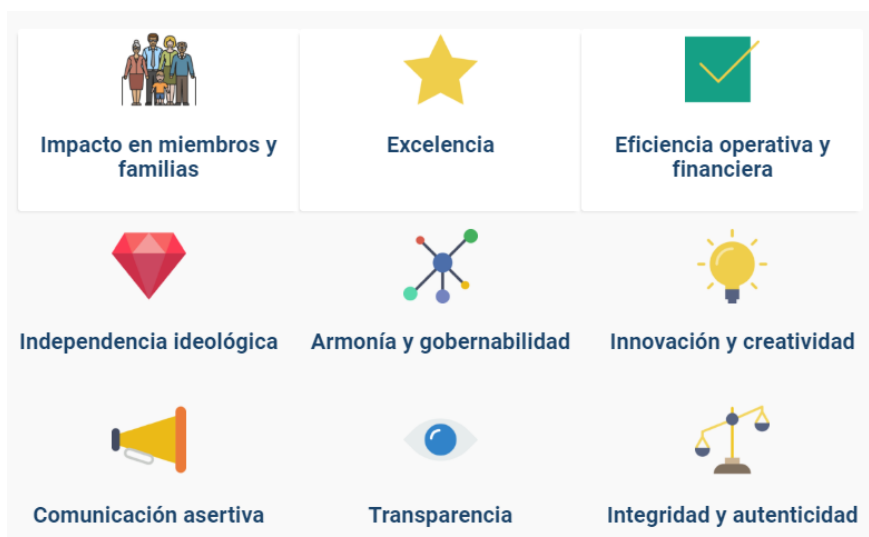 Impacto en miembros y
familias
Excelencia
Eficiencia operativa y
financiera
Independencia ideológica
Armonía y gobernabilidad
Innovación y creatividad
Comunicación asertiva
Transparencia
Integridad y autenticidad